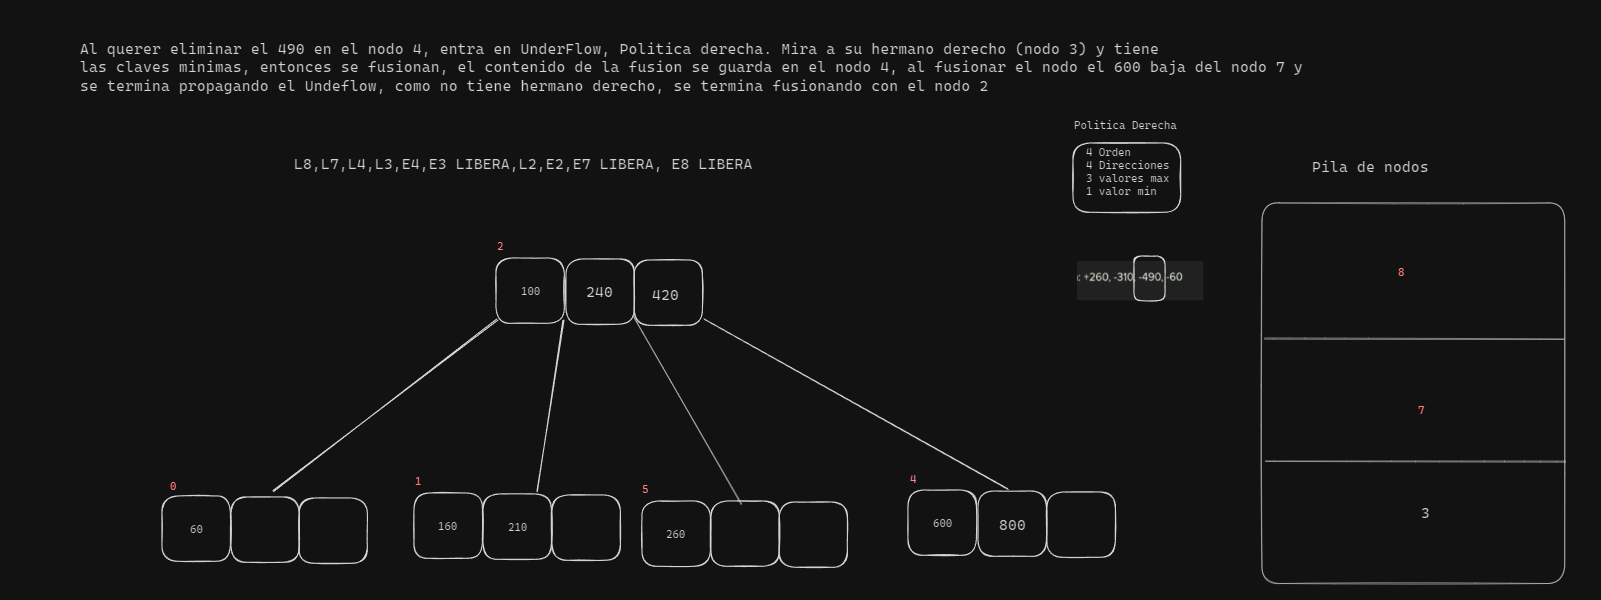 Al querer eliminar el 490 en el nodo 4, entra en UnderFlow, Politica derecha. Mira a su hermano derecho (nodo 3) y tiene
las claves minimas, entonces se fusionan, el contenido de la fusion se guarda en el nodo 4, al fusionar el nodo el 600 baja del nodo 7 y
se termina propagando el Undeflow, como no tiene hermano derecho, se termina fusionando con el nodo 2
Politica Derecha
4 Orden
4 Direcciones
3 valores max
1 valor min
L8,L7,L4,L3,E4,E3 LIBERA,L2,E2,E7 LIBERA, E8 LIBERA
Pila de nodos
2
100 240 420
+260, -310, -490, -60
8
7
3
0
60
1
160 210
5
260
4
600 800